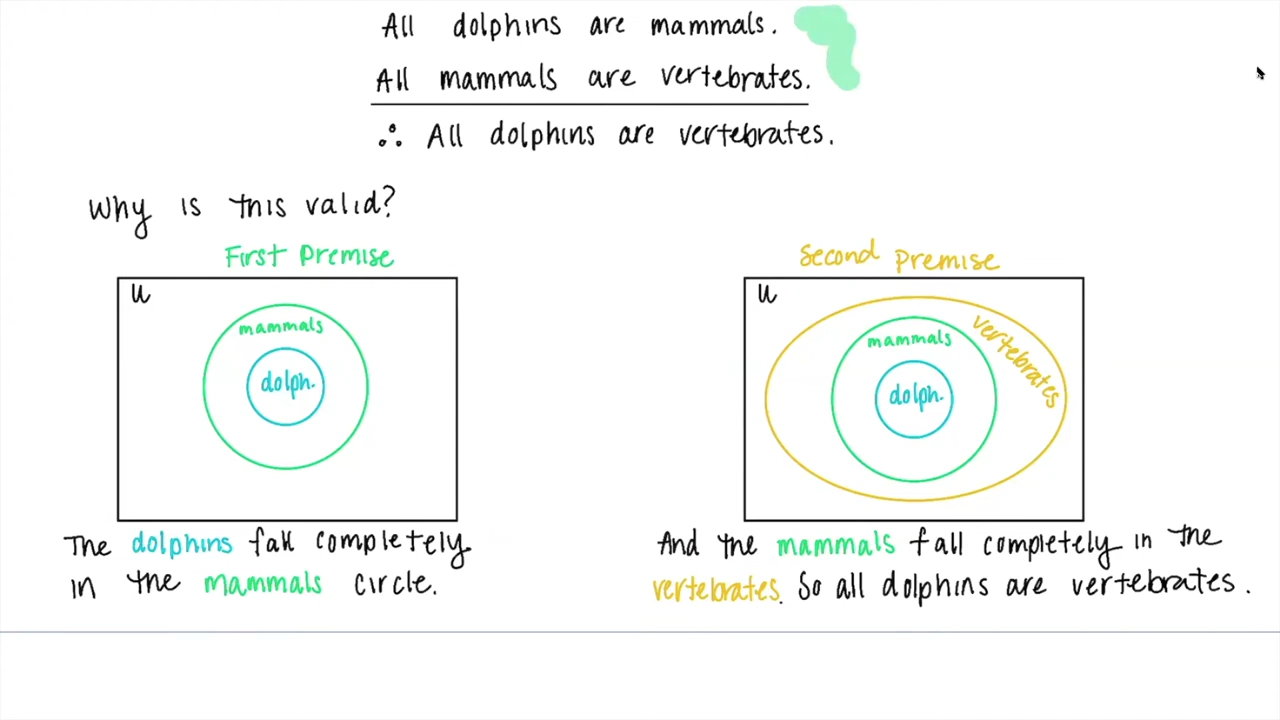 All dolphins are mammals.
All mammals are vertebrates.
∴ All dolphins are vertebrates.
Why is this valid?
First Premise
U
mammals
dolph.
The dolphins fall completely
in the mammals circle.
Second premise
U
mammals
vertebrates
dolph.
And the mammals fall completely in the
vertebrates. So all dolphins are vertebrates.